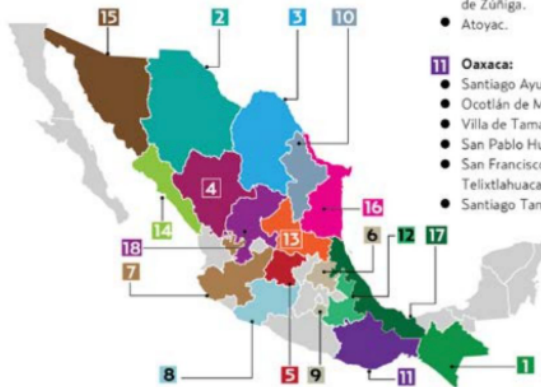 de Zúñiga.
Atoyac.
11 Oaxaca:
Santiago Ayu
Ocotlán de M
Villa de Tama
San Pablo Hu
San Francisco
Telixtlahuaca
Santiago Tan
15
2
3
10
4
16
14
13
6
12
17
18
7
8
5
9
11
1